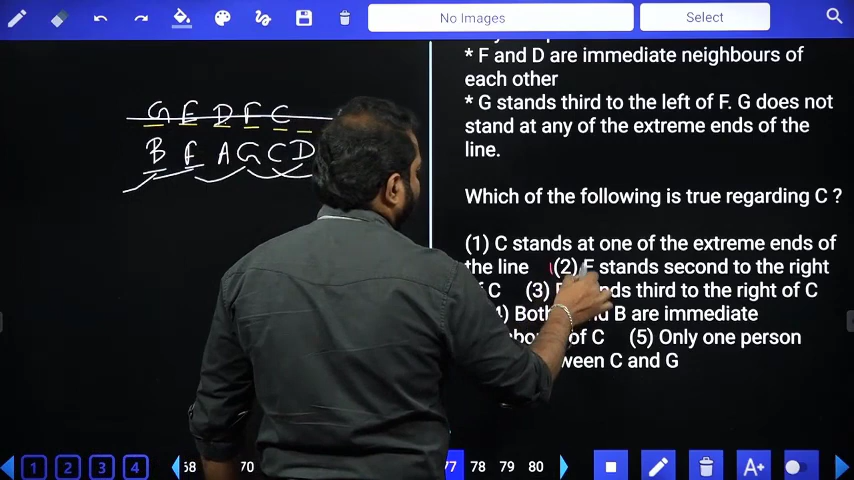 No Images
Select
* F and D are immediate neighbours of
each other
* G stands third to the left of F. G does not
stand at any of the extreme ends of the
line.
G E D F C
B F A G C D
Which of the following is true regarding C ?
(1) C stands at one of the extreme ends of
the line (2) F stands second to the right
C (3) stands third to the right of C
Both B are immediate
of C (5) Only one person
C and G
1 2 3 4 70 77 78 79 80
A+